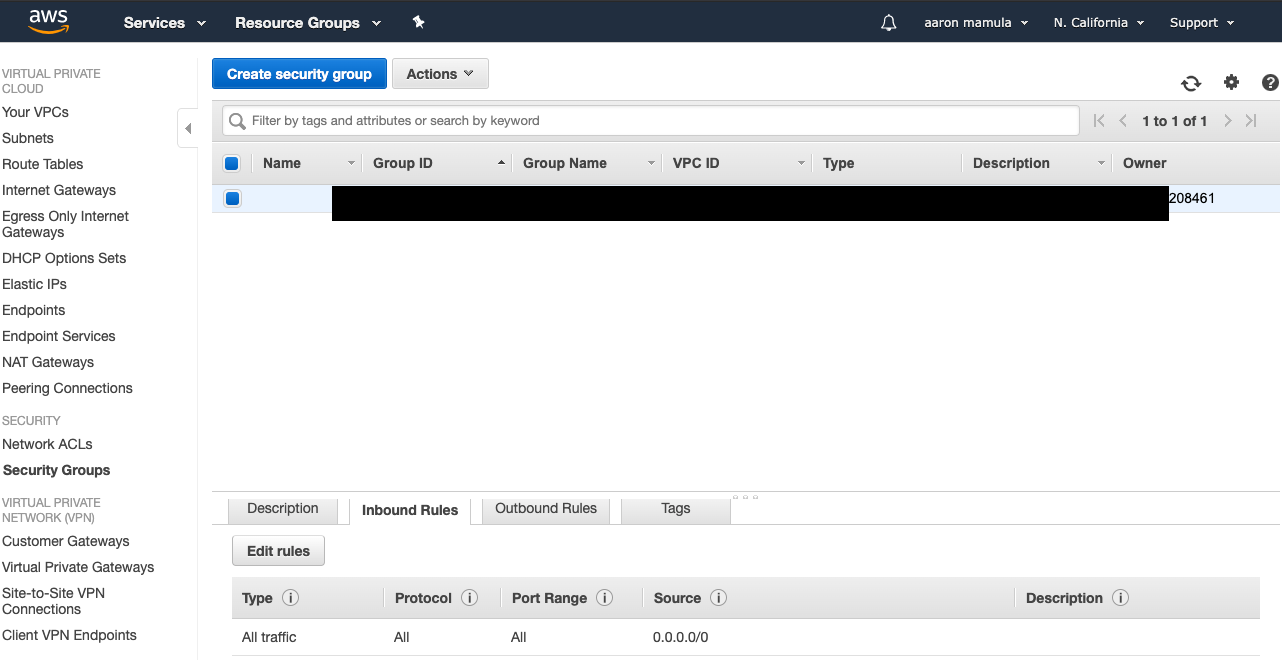 aws Services Resource Groups aaron mamula N. California Support
VIRTUAL PRIVATE
CLOUD
Your VPCs
Subnets
Route Tables
Internet Gateways
Egress Only Internet
Gateways
DHCP Options Sets
Elastic IPs
Endpoints
Endpoint Services
NAT Gateways
Peering Connections
SECURITY
Network ACLs
Security Groups
VIRTUAL PRIVATE
NETWORK (VPN)
Customer Gateways
Virtual Private Gateways
Site-to-Site VPN
Connections
Client VPN Endpoints
Create security group Actions
Filter by tags and attributes or search by keyword 1 to 1 of 1
Name Group ID Group Name VPC ID Type Description Owner
208461
Description Inbound Rules Outbound Rules Tags
Edit rules
Type Protocol Port Range Source Description
All traffic All All 0.0.0.0/0